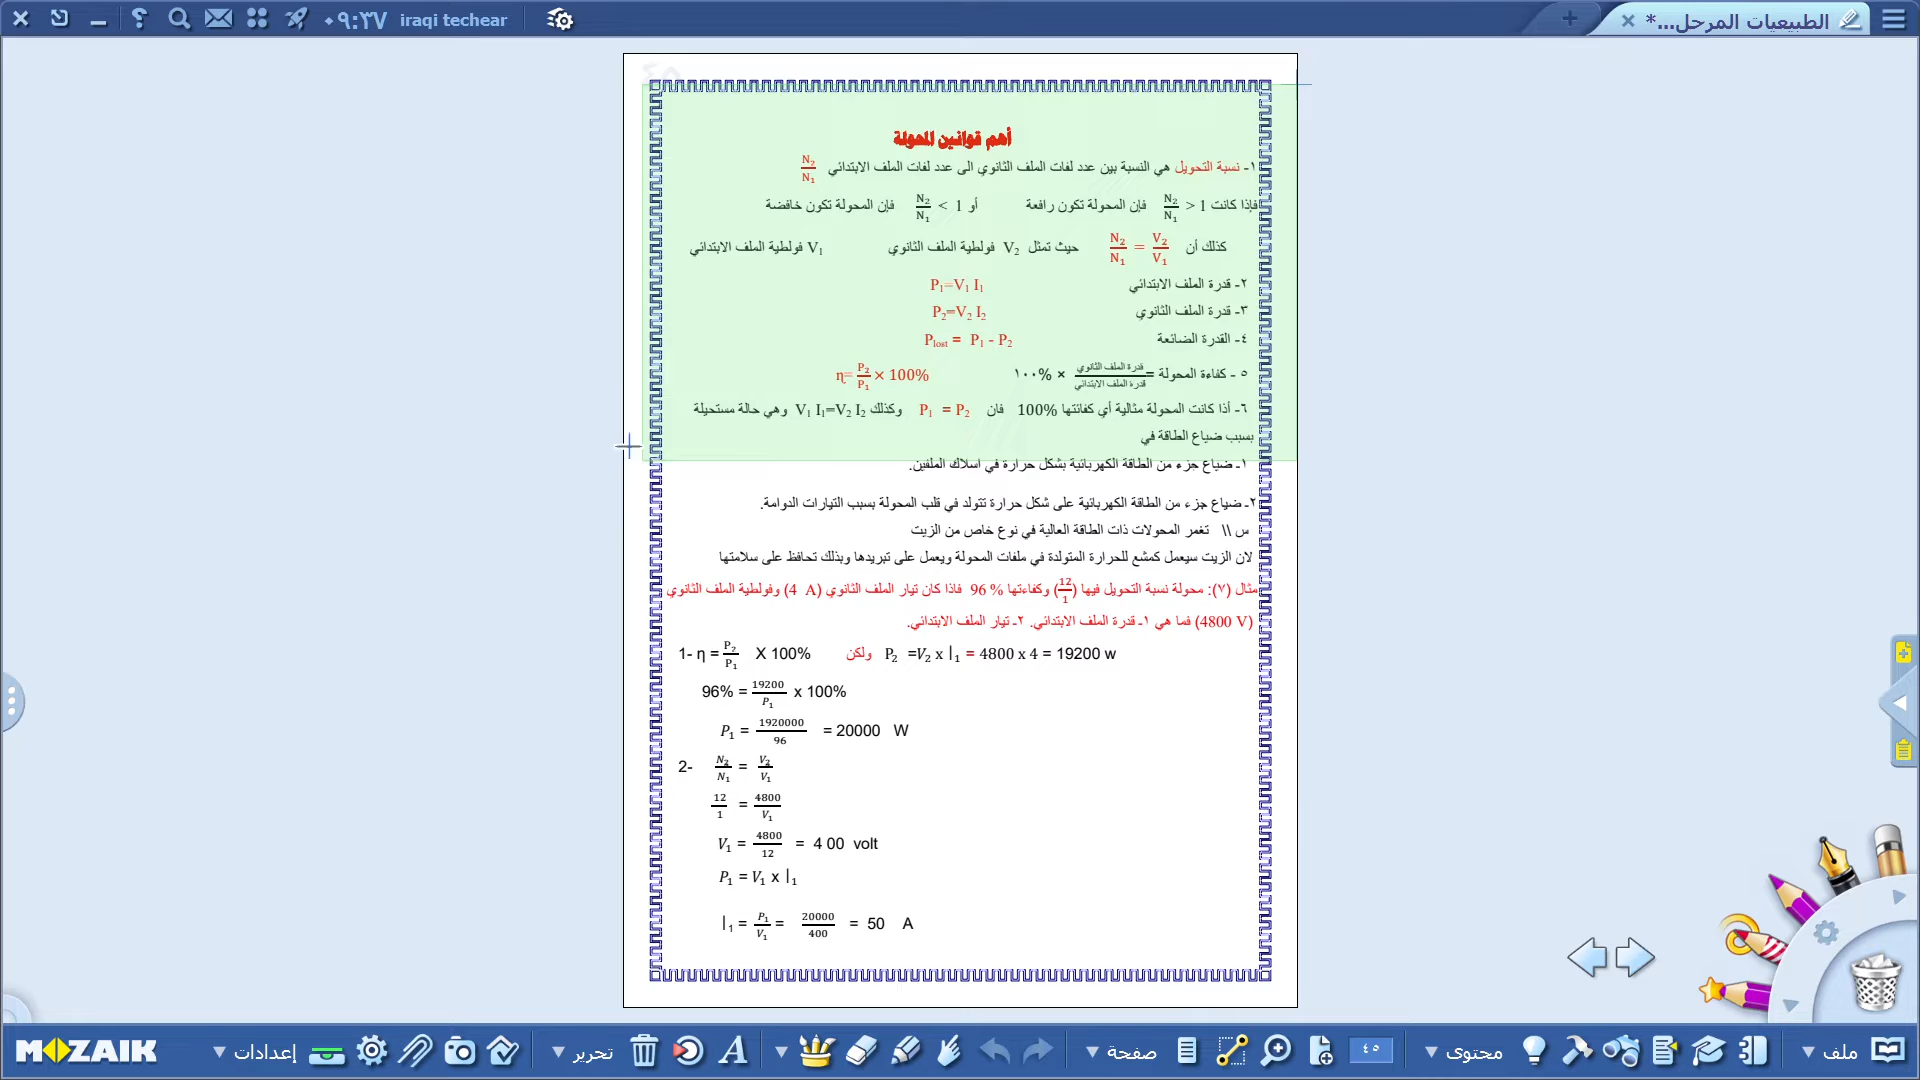 iraqi techear ٩:٣٧
الطبيعيات المرحل...*
أهم قوانين المحولة
١- نسبة التحويل هي النسبة بين عدد لفات الملف الثانوي الى عدد لفات الملف الابتدائي N₂/N₁
فإذا كانت N₂/N₁ > 1 فإن المحولة تكون رافعة أو N₂/N₁ < 1 فإن المحولة تكون خافضة
كذلك أن N₂/N₁ = V₂/V₁ حيث تمثل V₂ فولطية الملف الثانوي V₁ فولطية الملف الابتدائي
٢- قدرة الملف الابتدائي P₁=V₁ I₁
٣- قدرة الملف الثانوي P₂=V₂ I₂
٤- القدرة الضائعة Plost = P₁ - P₂
٥ - كفاءة المحولة = قدرة الملف الثانوي/قدرة الملف الابتدائي × ١٠٠% η= P₂/P₁ × 100%
٦- أذا كانت المحولة مثالية أي كفائتها 100% فان P₁ = P₂ وكذلك V₁ I₁=V₂ I₂ وهي حالة مستحيلة
بسبب ضياع الطاقة في
١- ضياع جزء من الطاقة الكهربائية بشكل حرارة في اسلاك الملفين.
٢- ضياع جزء من الطاقة الكهربائية على شكل حرارة تتولد في قلب المحولة بسبب التيارات الدوامة.
س \\ تغمر المحولات ذات الطاقة العالية في نوع خاص من الزيت
لان الزيت سيعمل كمشع للحرارة المتولدة في ملفات المحولة ويعمل على تبريدها وبذلك تحافظ على سلامتها
مثال (٧): محولة نسبة التحويل فيها (12/1) وكفاءتها % 96 فاذا كان تيار الملف الثانوي (4 A) وفولطية الملف الثانوي
(4800 V) فما هي ١- قدرة الملف الابتدائي. ٢- تيار الملف الابتدائي.
1- η = P₂/P₁ X 100% ولكن P₂ =V₂ x I₁ = 4800 x 4 = 19200 w
96% = 19200/P₁ x 100%
P₁ = 1920000/96 = 20000 W
2- N₂/N₁ = V₂/V₁
12/1 = 4800/V₁
V₁ = 4800/12 = 4 00 volt
P₁ = V₁ x I₁
I₁ = P₁/V₁ = 20000/400 = 50 A
MOZAIK إعدادات تحرير صفحة ٤٥ محتوى ملف